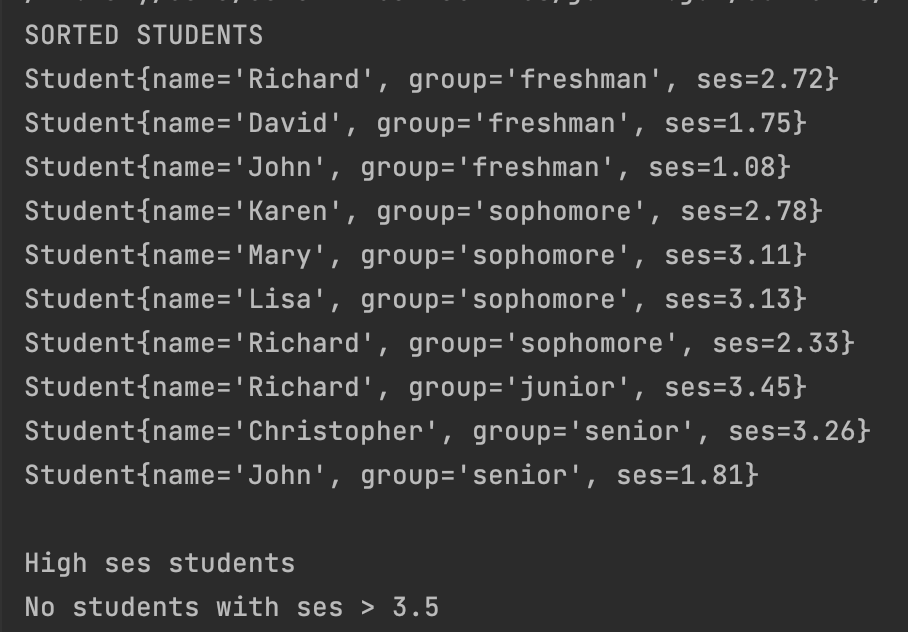 SORTED STUDENTS
Student{name='Richard', group='freshman', ses=2.72}
Student{name='David', group='freshman', ses=1.75}
Student{name='John', group='freshman', ses=1.08}
Student{name='Karen', group='sophomore', ses=2.78}
Student{name='Mary', group='sophomore', ses=3.11}
Student{name='Lisa', group='sophomore', ses=3.13}
Student{name='Richard', group='sophomore', ses=2.33}
Student{name='Richard', group='junior', ses=3.45}
Student{name='Christopher', group='senior', ses=3.26}
Student{name='John', group='senior', ses=1.81}
High ses students
No students with ses > 3.5